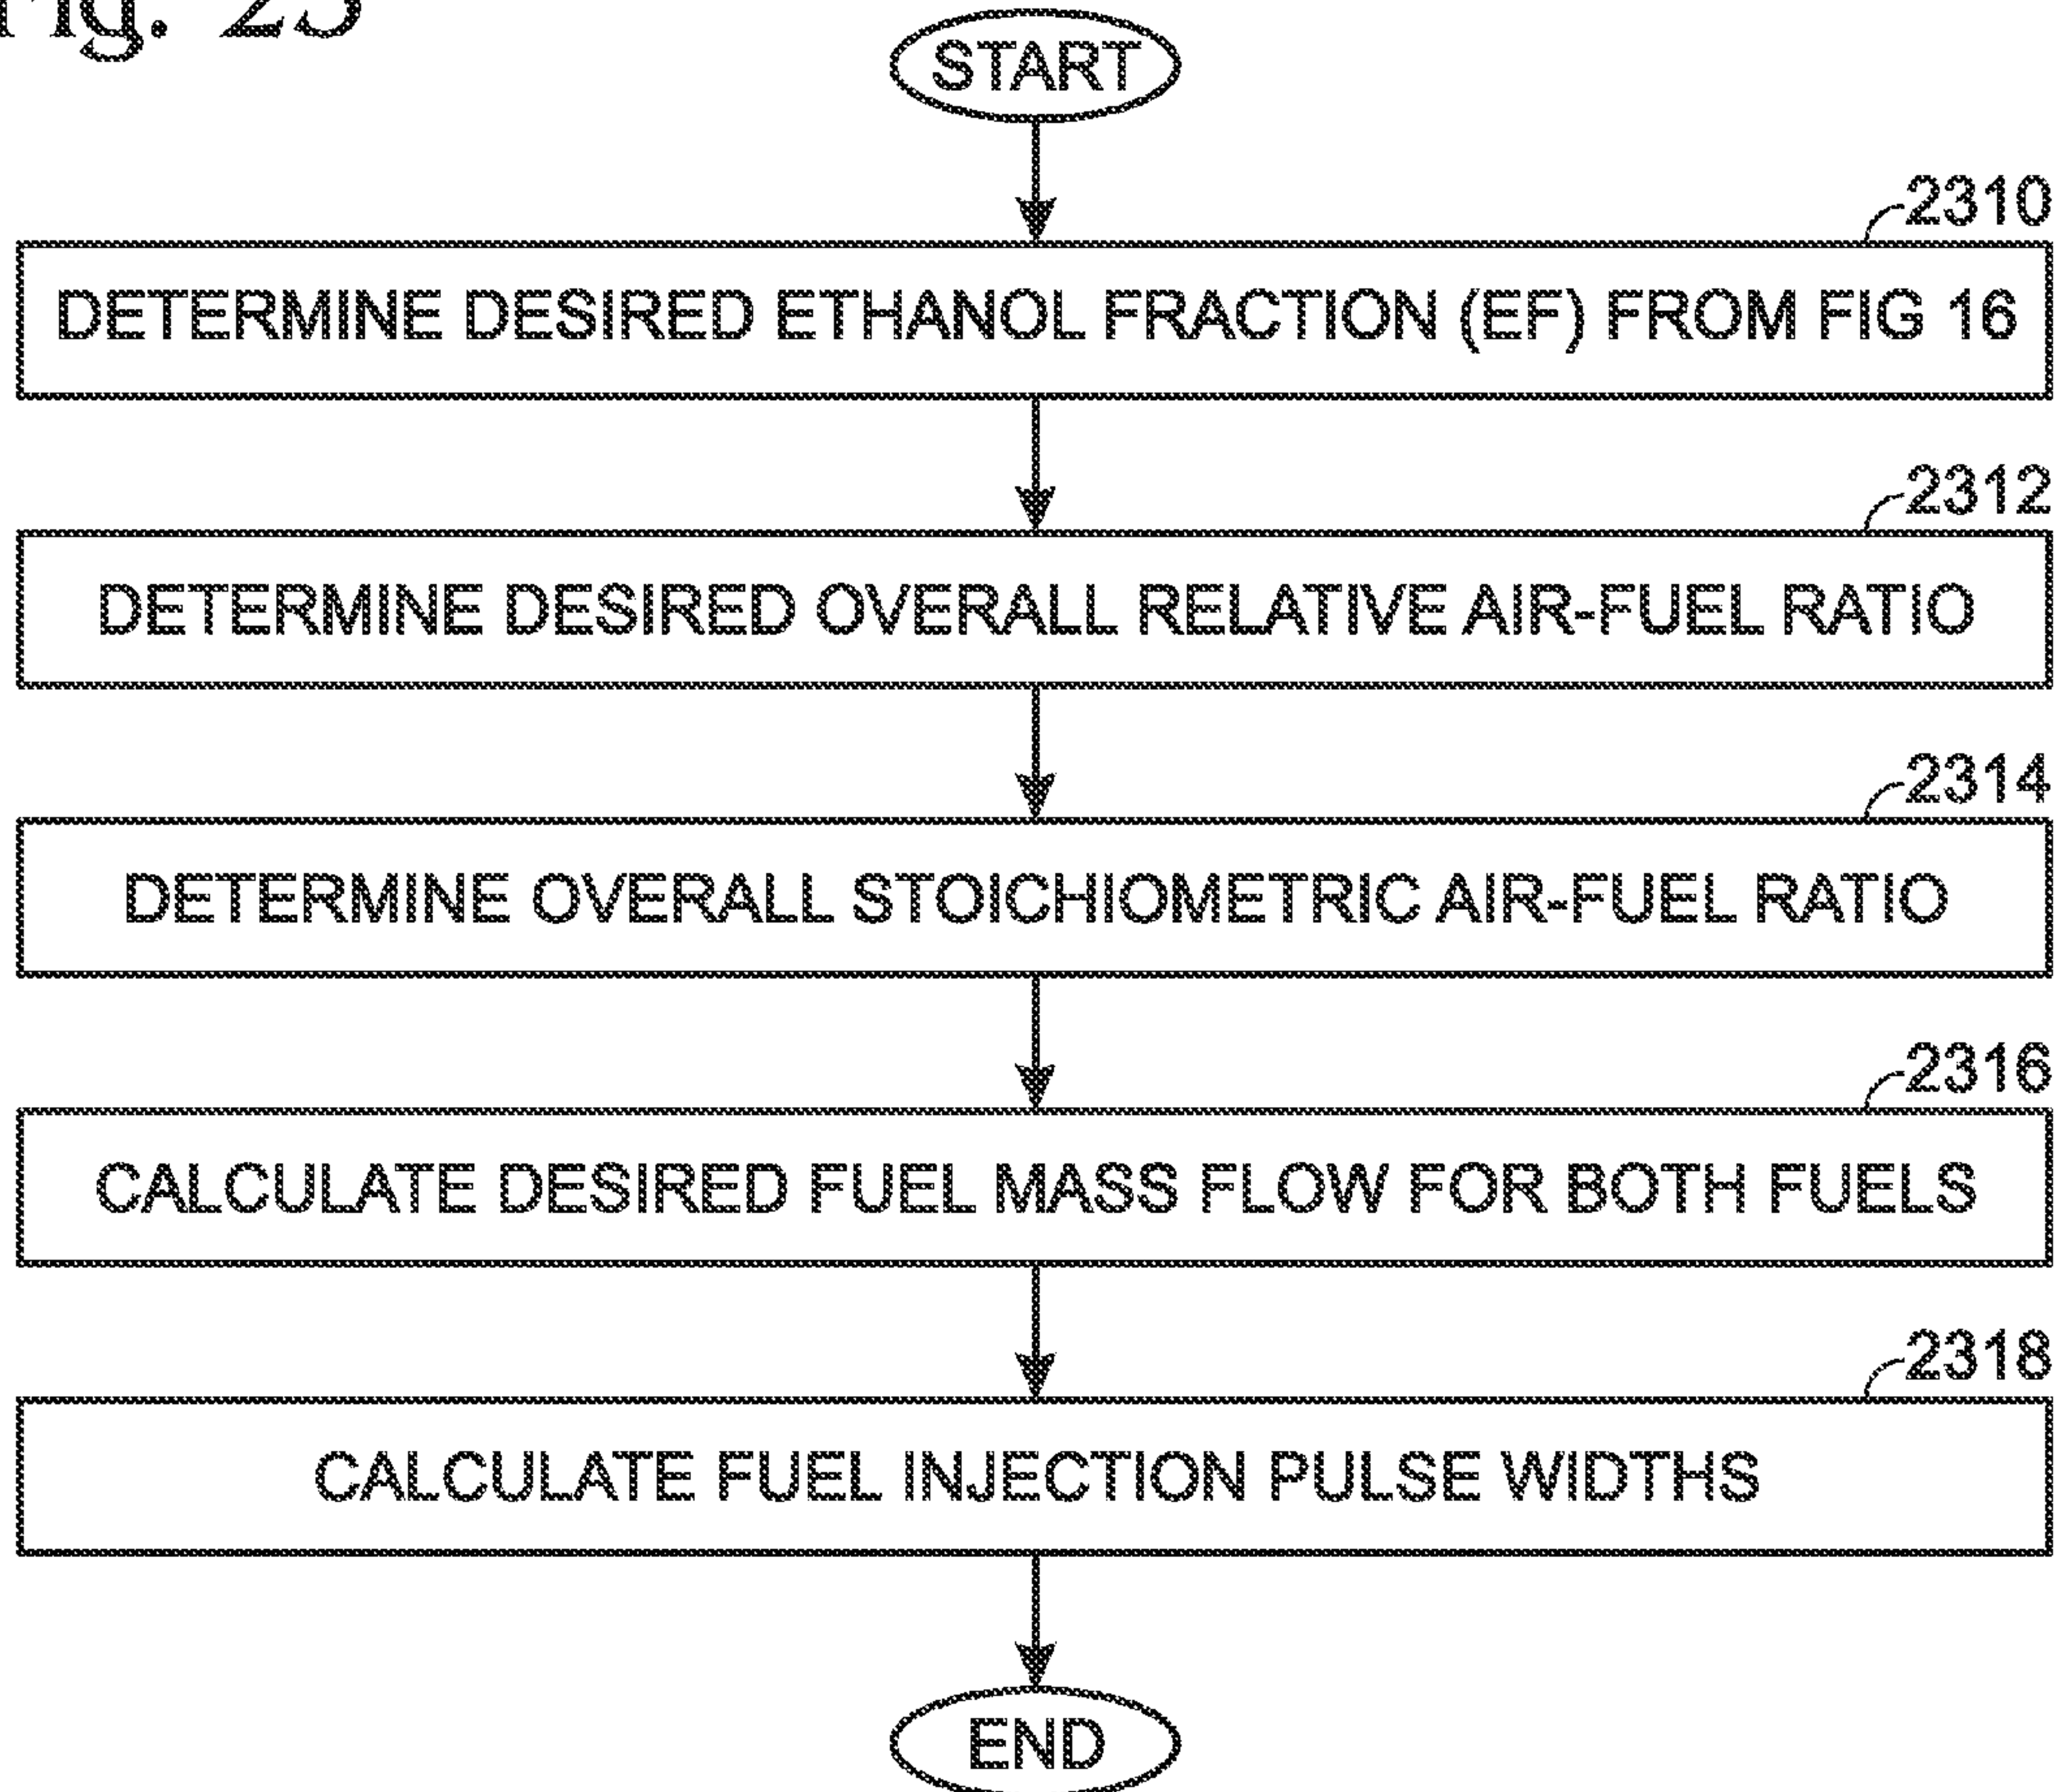 Fig. 23
START
2310
DETERMINE DESIRED ETHANOL FRACTION (EF) FROM FIG 16
2312
DETERMINE DESIRED OVERALL RELATIVE AIR-FUEL RATIO
2314
DETERMINE OVERALL STOICHIOMETRIC AIR-FUEL RATIO
2316
CALCULATE DESIRED FUEL MASS FLOW FOR BOTH FUELS
2318
CALCULATE FUEL INJECTION PULSE WIDTHS
END